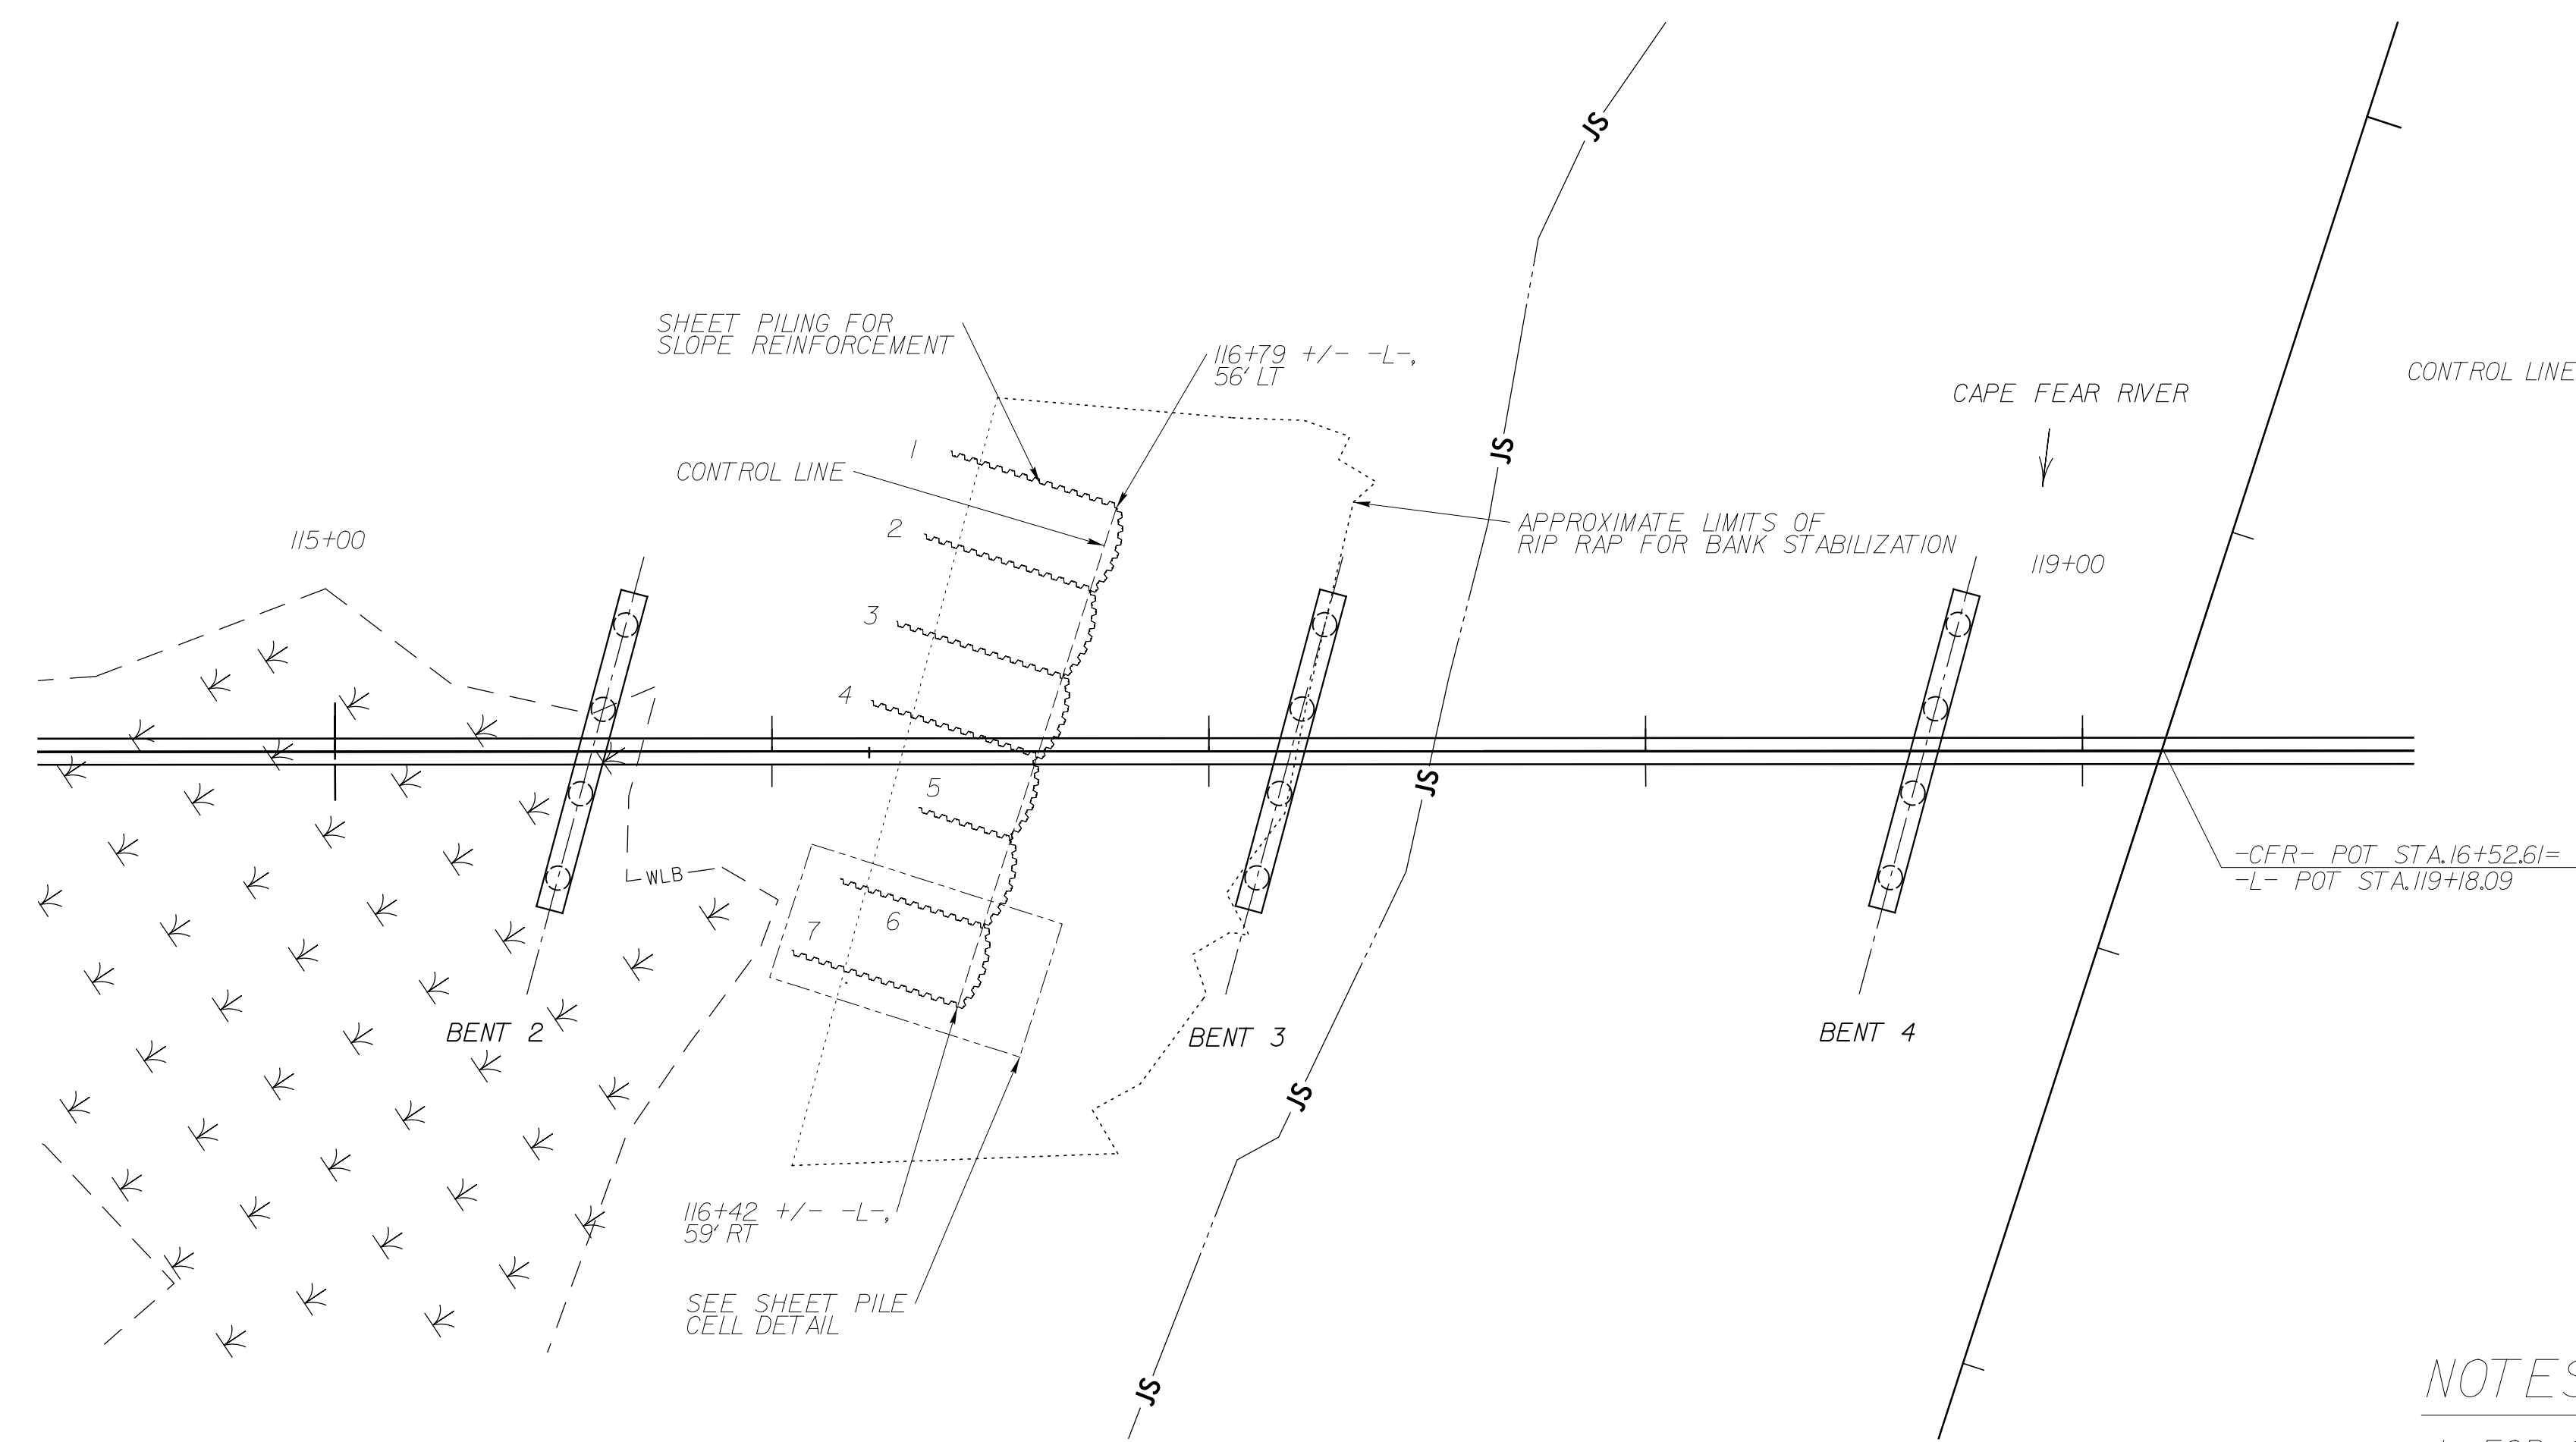 JS
SHEET PILING FOR
SLOPE REINFORCEMENT
116+79 +/- -L-,
56' LT
CONTROL LINE
CAPE FEAR RIVER
1
JS
CONTROL LINE
2
APPROXIMATE LIMITS OF
RIP RAP FOR BANK STABILIZATION
115+00
119+00
3
4
JS
5
-CFR- POT STA.16+52.61=
-L- POT STA.119+18.09
WLB
6
7
BENT 2
BENT 3
BENT 4
JS
116+42 +/- -L-,
59' RT
SEE SHEET PILE
CELL DETAIL
JS
NOTES